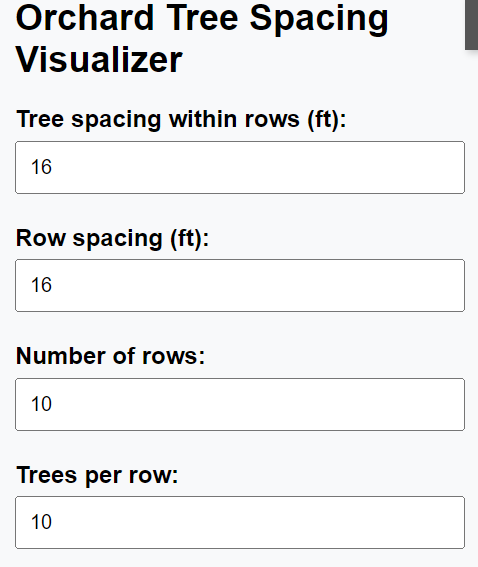 Orchard Tree Spacing
Visualizer
Tree spacing within rows (ft):
16
Row spacing (ft):
16
Number of rows:
10
Trees per row:
10